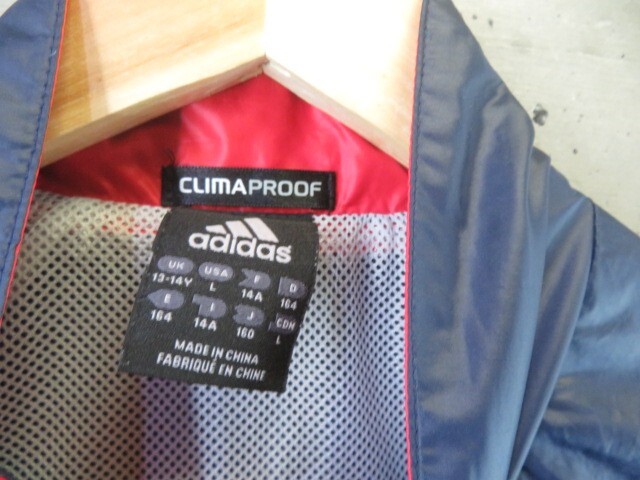 CLIMAPROOF
adidas
UK USA F D
13-14Y L 14A 164
E I J CDN
164 14A 160 L
MADE IN CHINA
FABRIQUÉ EN CHINE